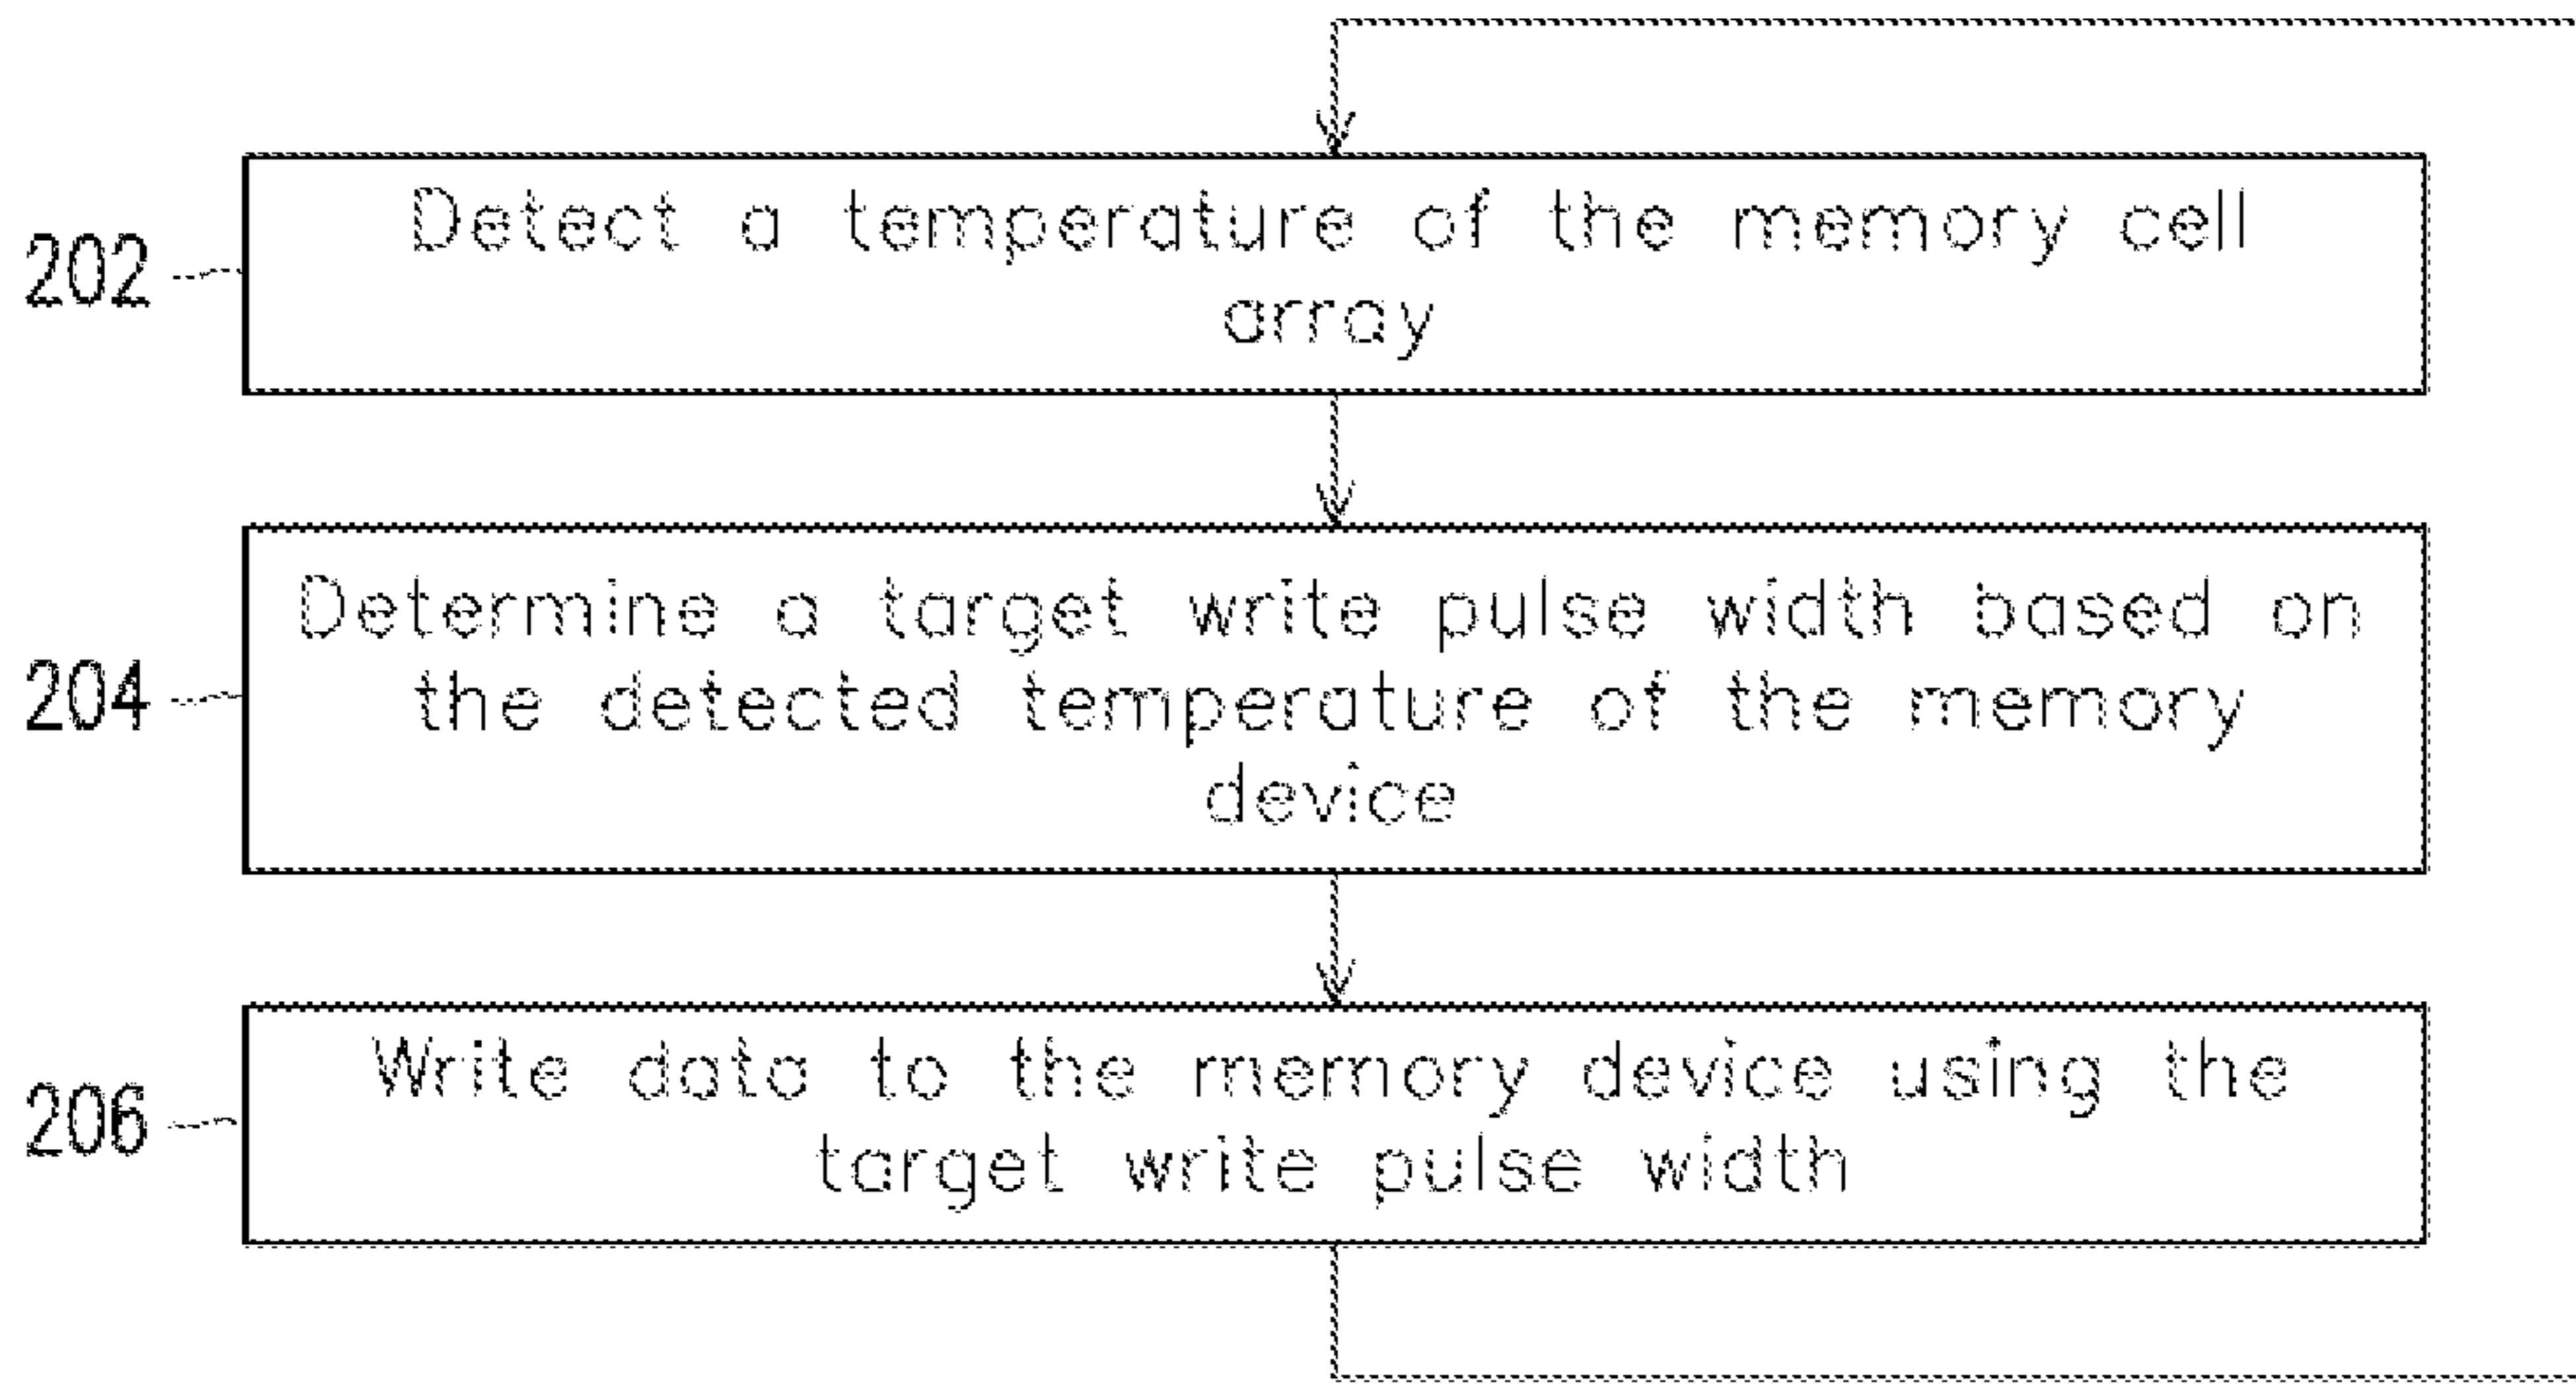 Detect a temperature of the memory cell
array
202
Determine a target write pulse width based on
the detected temperature of the memory
device
204
Write data to the memory device using the
target write pulse width
206